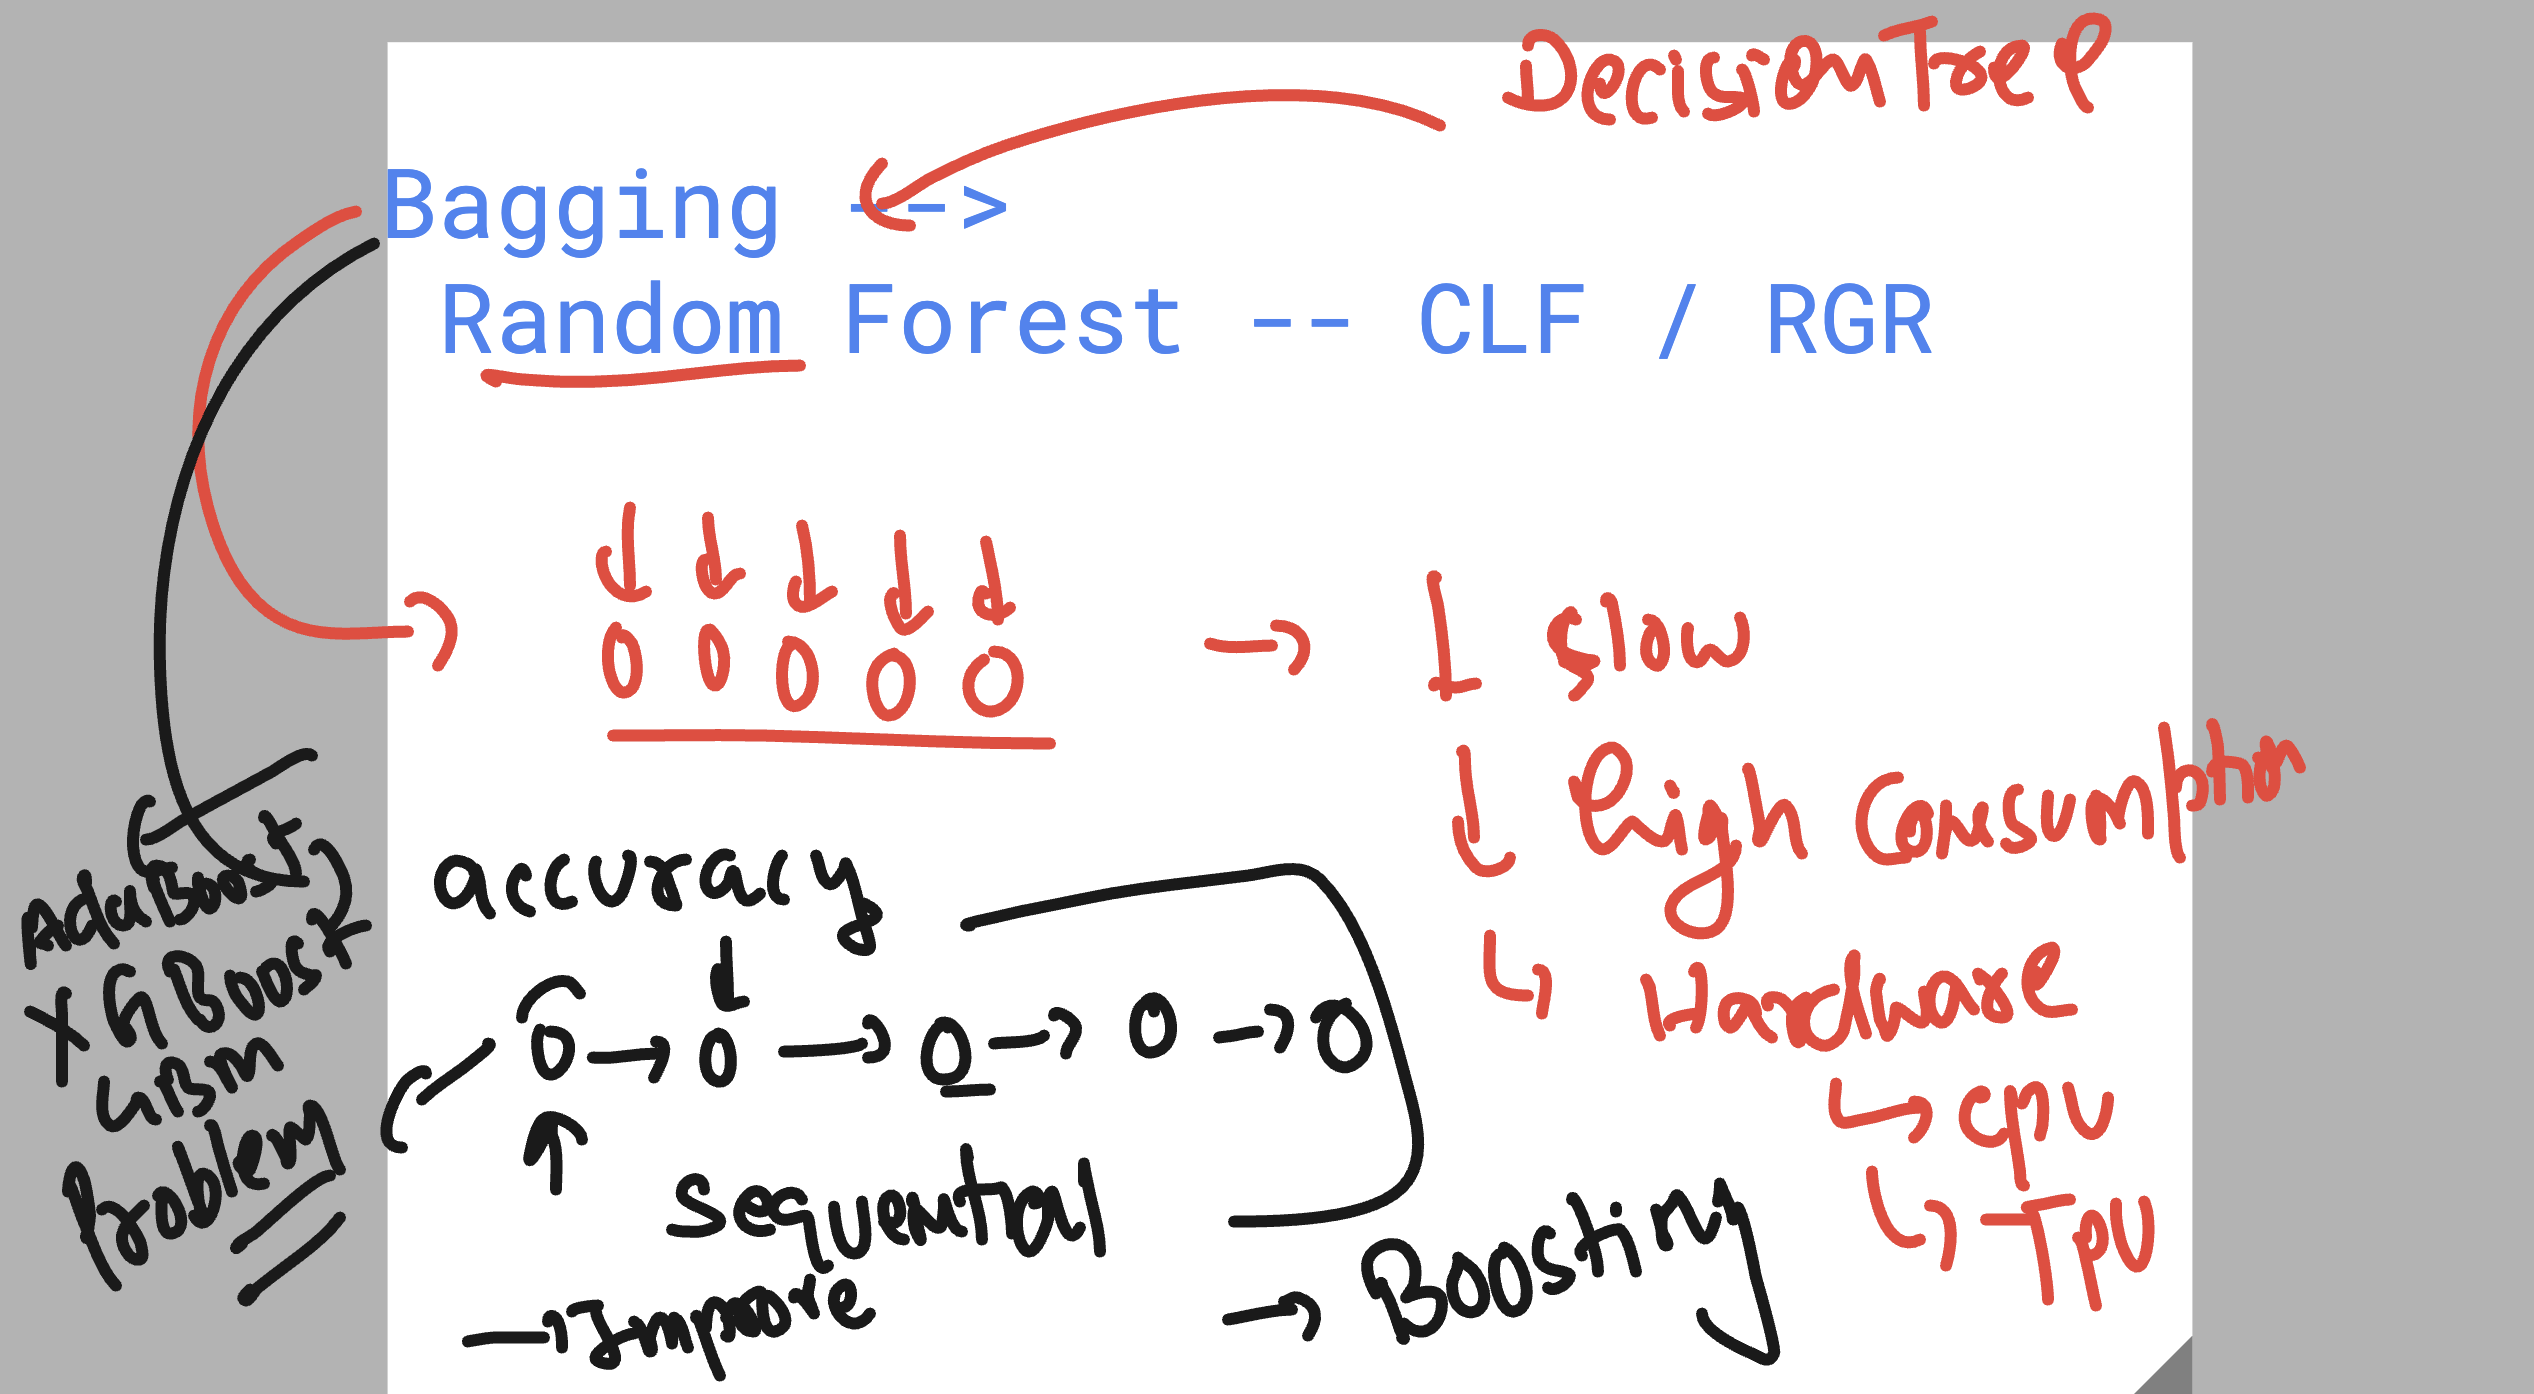 DecisionTree
Bagging -->
Random Forest -- CLF / RGR
0 0 0 0 0
slow
high Consumption
Hardware
CPU
TPU
accuracy
0 0 0 0 0
sequential
Improve
Boosting
AdaBoost
XGBoost
GBM
Problem